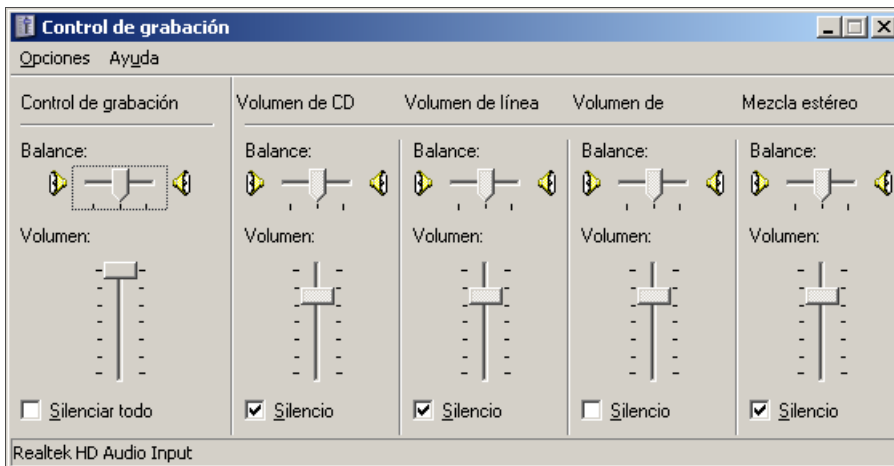 Control de grabación
Opciones Ayuda
Control de grabación Volumen de CD Volumen de línea Volumen de Mezcla estéreo
Balance: Balance: Balance: Balance: Balance:
Volumen: Volumen: Volumen: Volumen: Volumen:
Silenciar todo Silencio Silencio Silencio Silencio
Realtek HD Audio Input